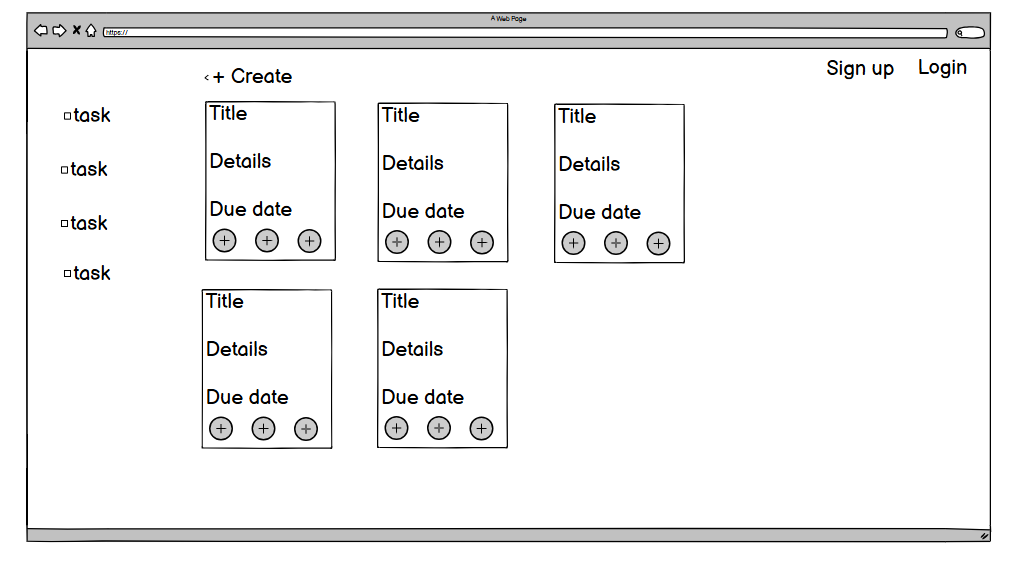 A Web Page
https://
Sign up
Login
< + Create
task
task
task
task
Title
Details
Due date
Title
Details
Due date
Title
Details
Due date
Title
Details
Due date
Title
Details
Due date